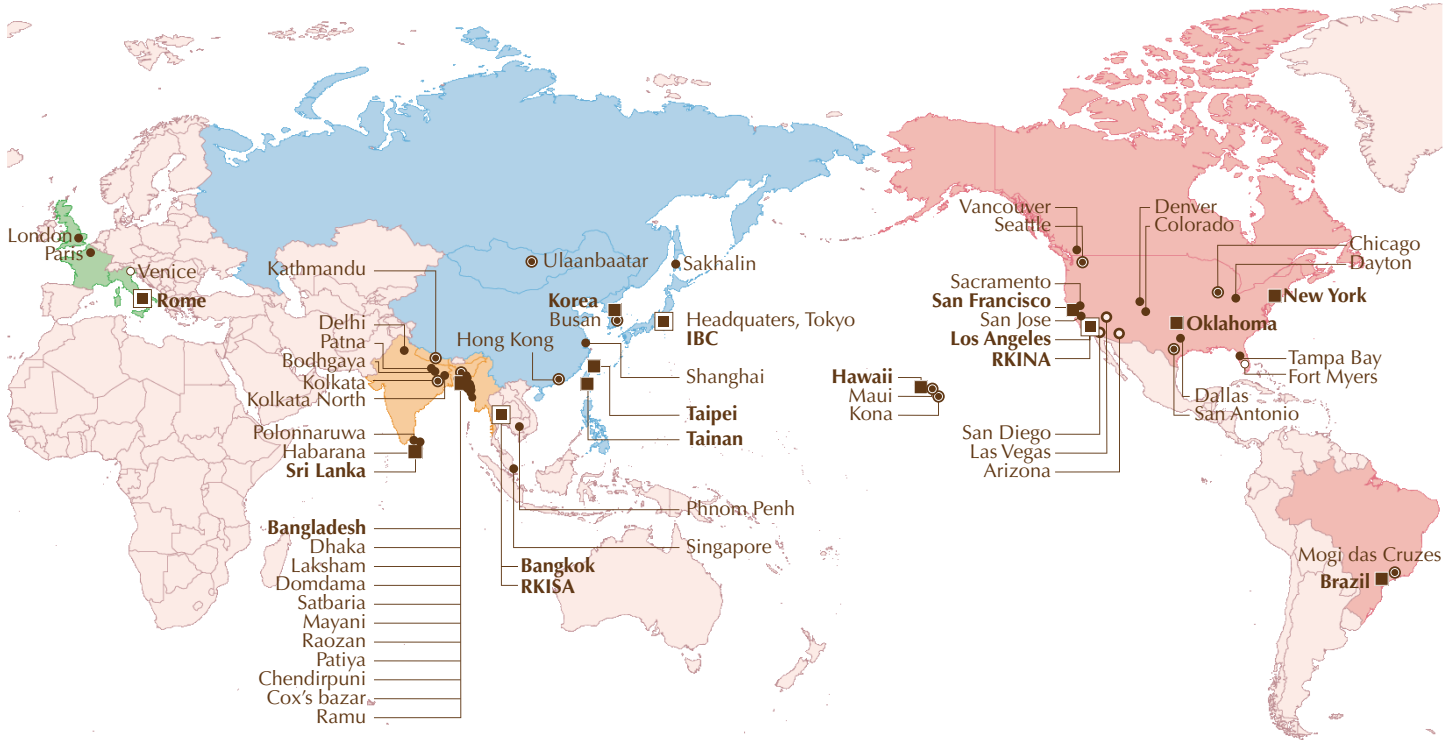 London
Paris
Venice
Rome
Kathmandu
Delhi
Patna
Bodhgaya
Kolkata
Kolkata North
Polonnaruwa
Habarana
Sri Lanka
Bangladesh
Dhaka
Laksham
Domdama
Satbaria
Mayani
Raozan
Patiya
Chendirpuni
Cox's bazar
Ramu
Ulaanbaatar
Sakhalin
Korea
Busan
Hong Kong
Headquaters, Tokyo
IBC
Shanghai
Taipei
Tainan
Phnom Penh
Singapore
Bangkok
RKISA
Hawaii
Maui
Kona
Vancouver
Seattle
Sacramento
San Francisco
San Jose
Los Angeles
RKINA
San Diego
Las Vegas
Arizona
Denver
Colorado
Chicago
Dayton
New York
Oklahoma
Tampa Bay
Fort Myers
Dallas
San Antonio
Mogi das Cruzes
Brazil